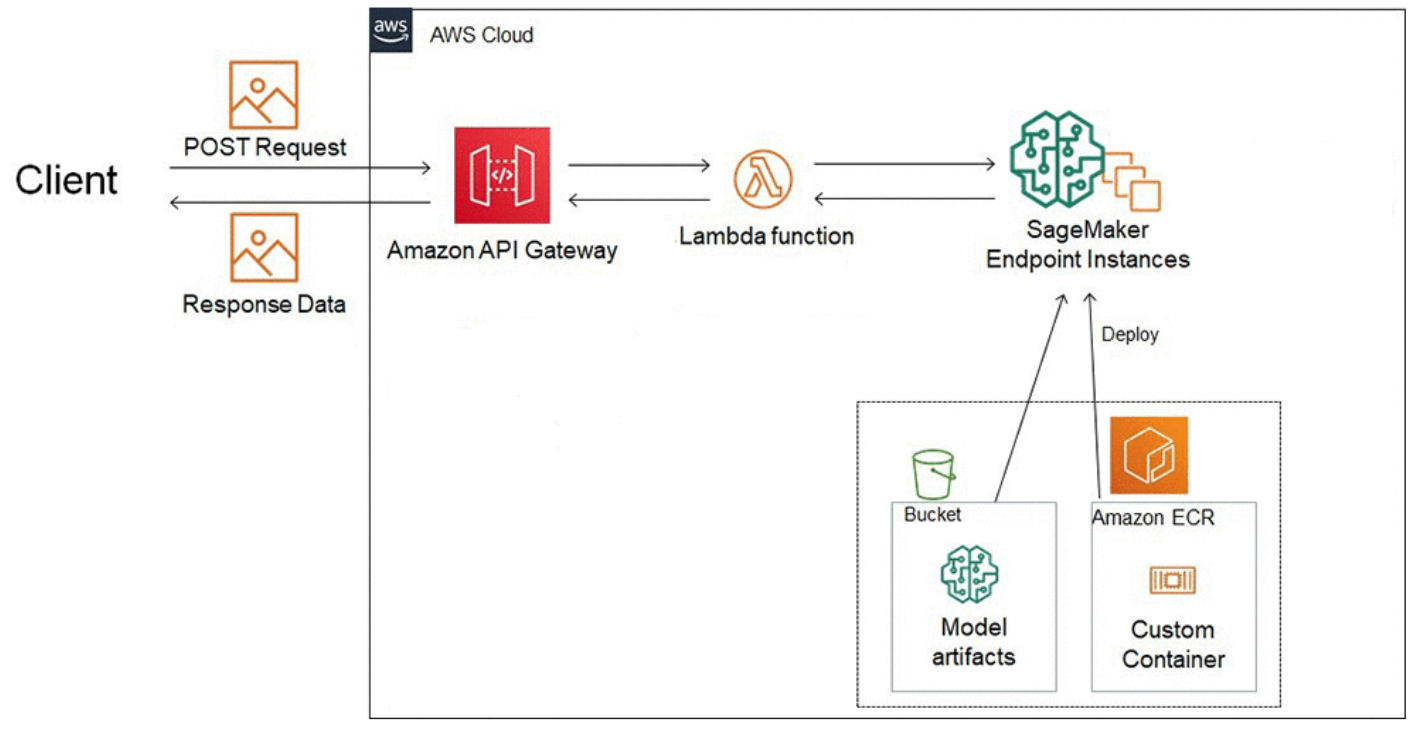 aws
AWS Cloud
POST Request
Client
Response Data
</>
Amazon API Gateway
Lambda function
SageMaker
Endpoint Instances
Deploy
Bucket
Amazon ECR
Model
artifacts
Custom
Container